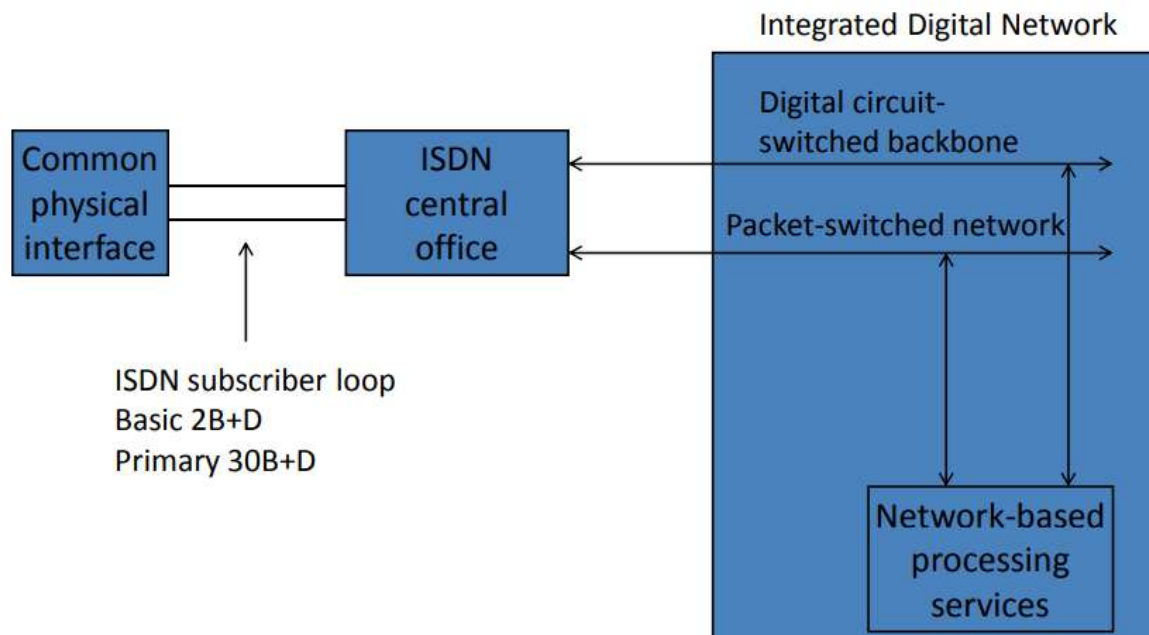 Integrated Digital Network
Common
physical
interface
ISDN
central
office
Digital circuit-
switched backbone
Packet-switched network
ISDN subscriber loop
Basic 2B+D
Primary 30B+D
Network-based
processing
services